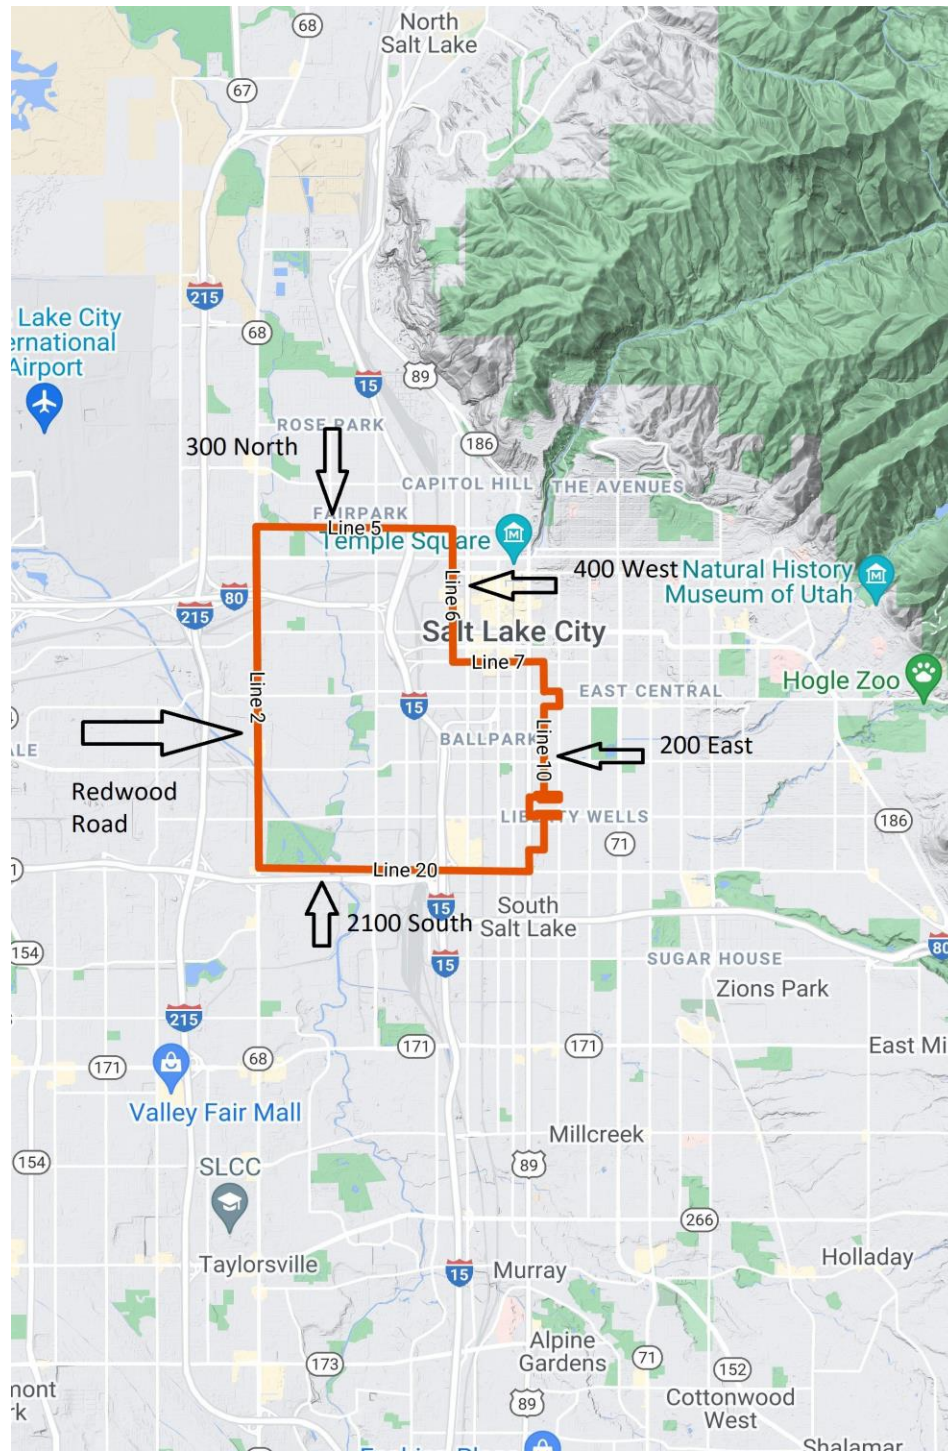 68
North
Salt Lake
67
215
68
Lake City
ernational
Airport
15
89
ROSE PARK
300 North
186
CAPITOL HILL
THE AVENUES
FAIRPARK
Line 5
Temple Square
400 West
Natural History
Museum of Utah
80
215
Line 6
Salt Lake City
Line 7
Hogle Zoo
EAST CENTRAL
Line 2
15
ALE
BALLPARK
Line 10
200 East
Redwood
Road
LIBERTY WELLS
186
71
Line 20
15
South
Salt Lake
2100 South
154
80
15
SUGAR HOUSE
Zions Park
215
171
171
East Mi
68
171
Valley Fair Mall
Millcreek
154
89
SLCC
266
Taylorsville
Holladay
15
Murray
Alpine
Gardens
173
71
152
mont
rk
89
Cottonwood
West
Shalamar